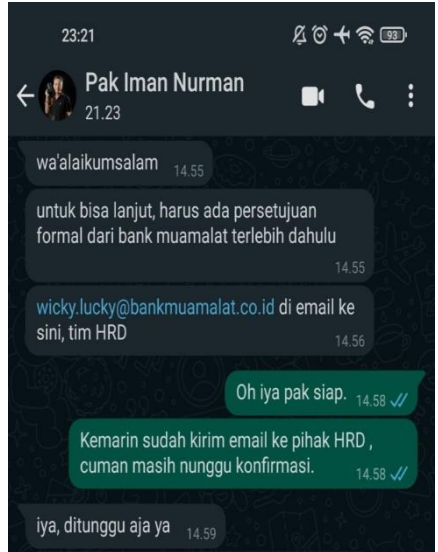 23:21
93
Pak Iman Nurman
21.23
wa'alaikumsalam 14.55
untuk bisa lanjut, harus ada persetujuan
formal dari bank muamalat terlebih dahulu
14.55
wicky.lucky@bankmuamalat.co.id di email ke
sini, tim HRD
14.56
Oh iya pak siap. 14.58
Kemarin sudah kirim email ke pihak HRD ,
cuman masih nunggu konfirmasi.
14.58
iya, ditunggu aja ya 14.59